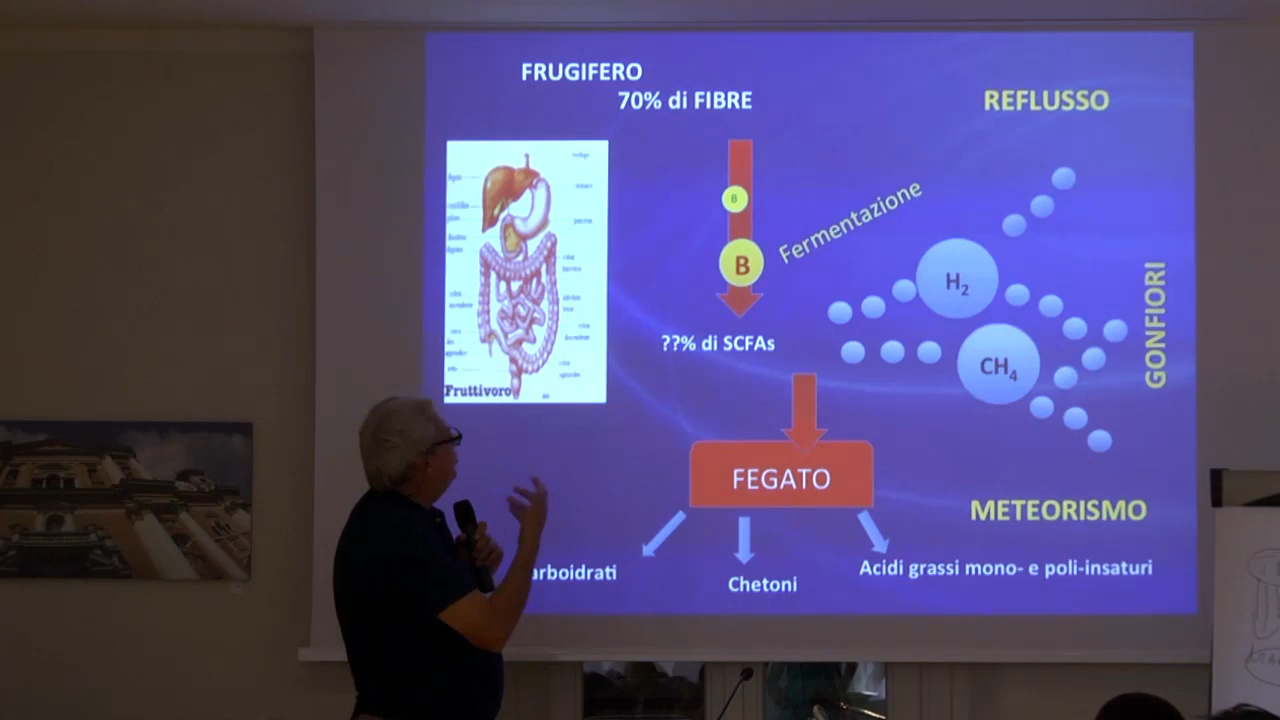 FRUGIFERO
70% di FIBRE
REFLUSSO
B
B
Fermentazione
H₂
CH₄
GONFIORI
??% di SCFAs
Fruttivoro
FEGATO
METEORISMO
arboidrati
Chetoni
Acidi grassi mono- e poli-insaturi